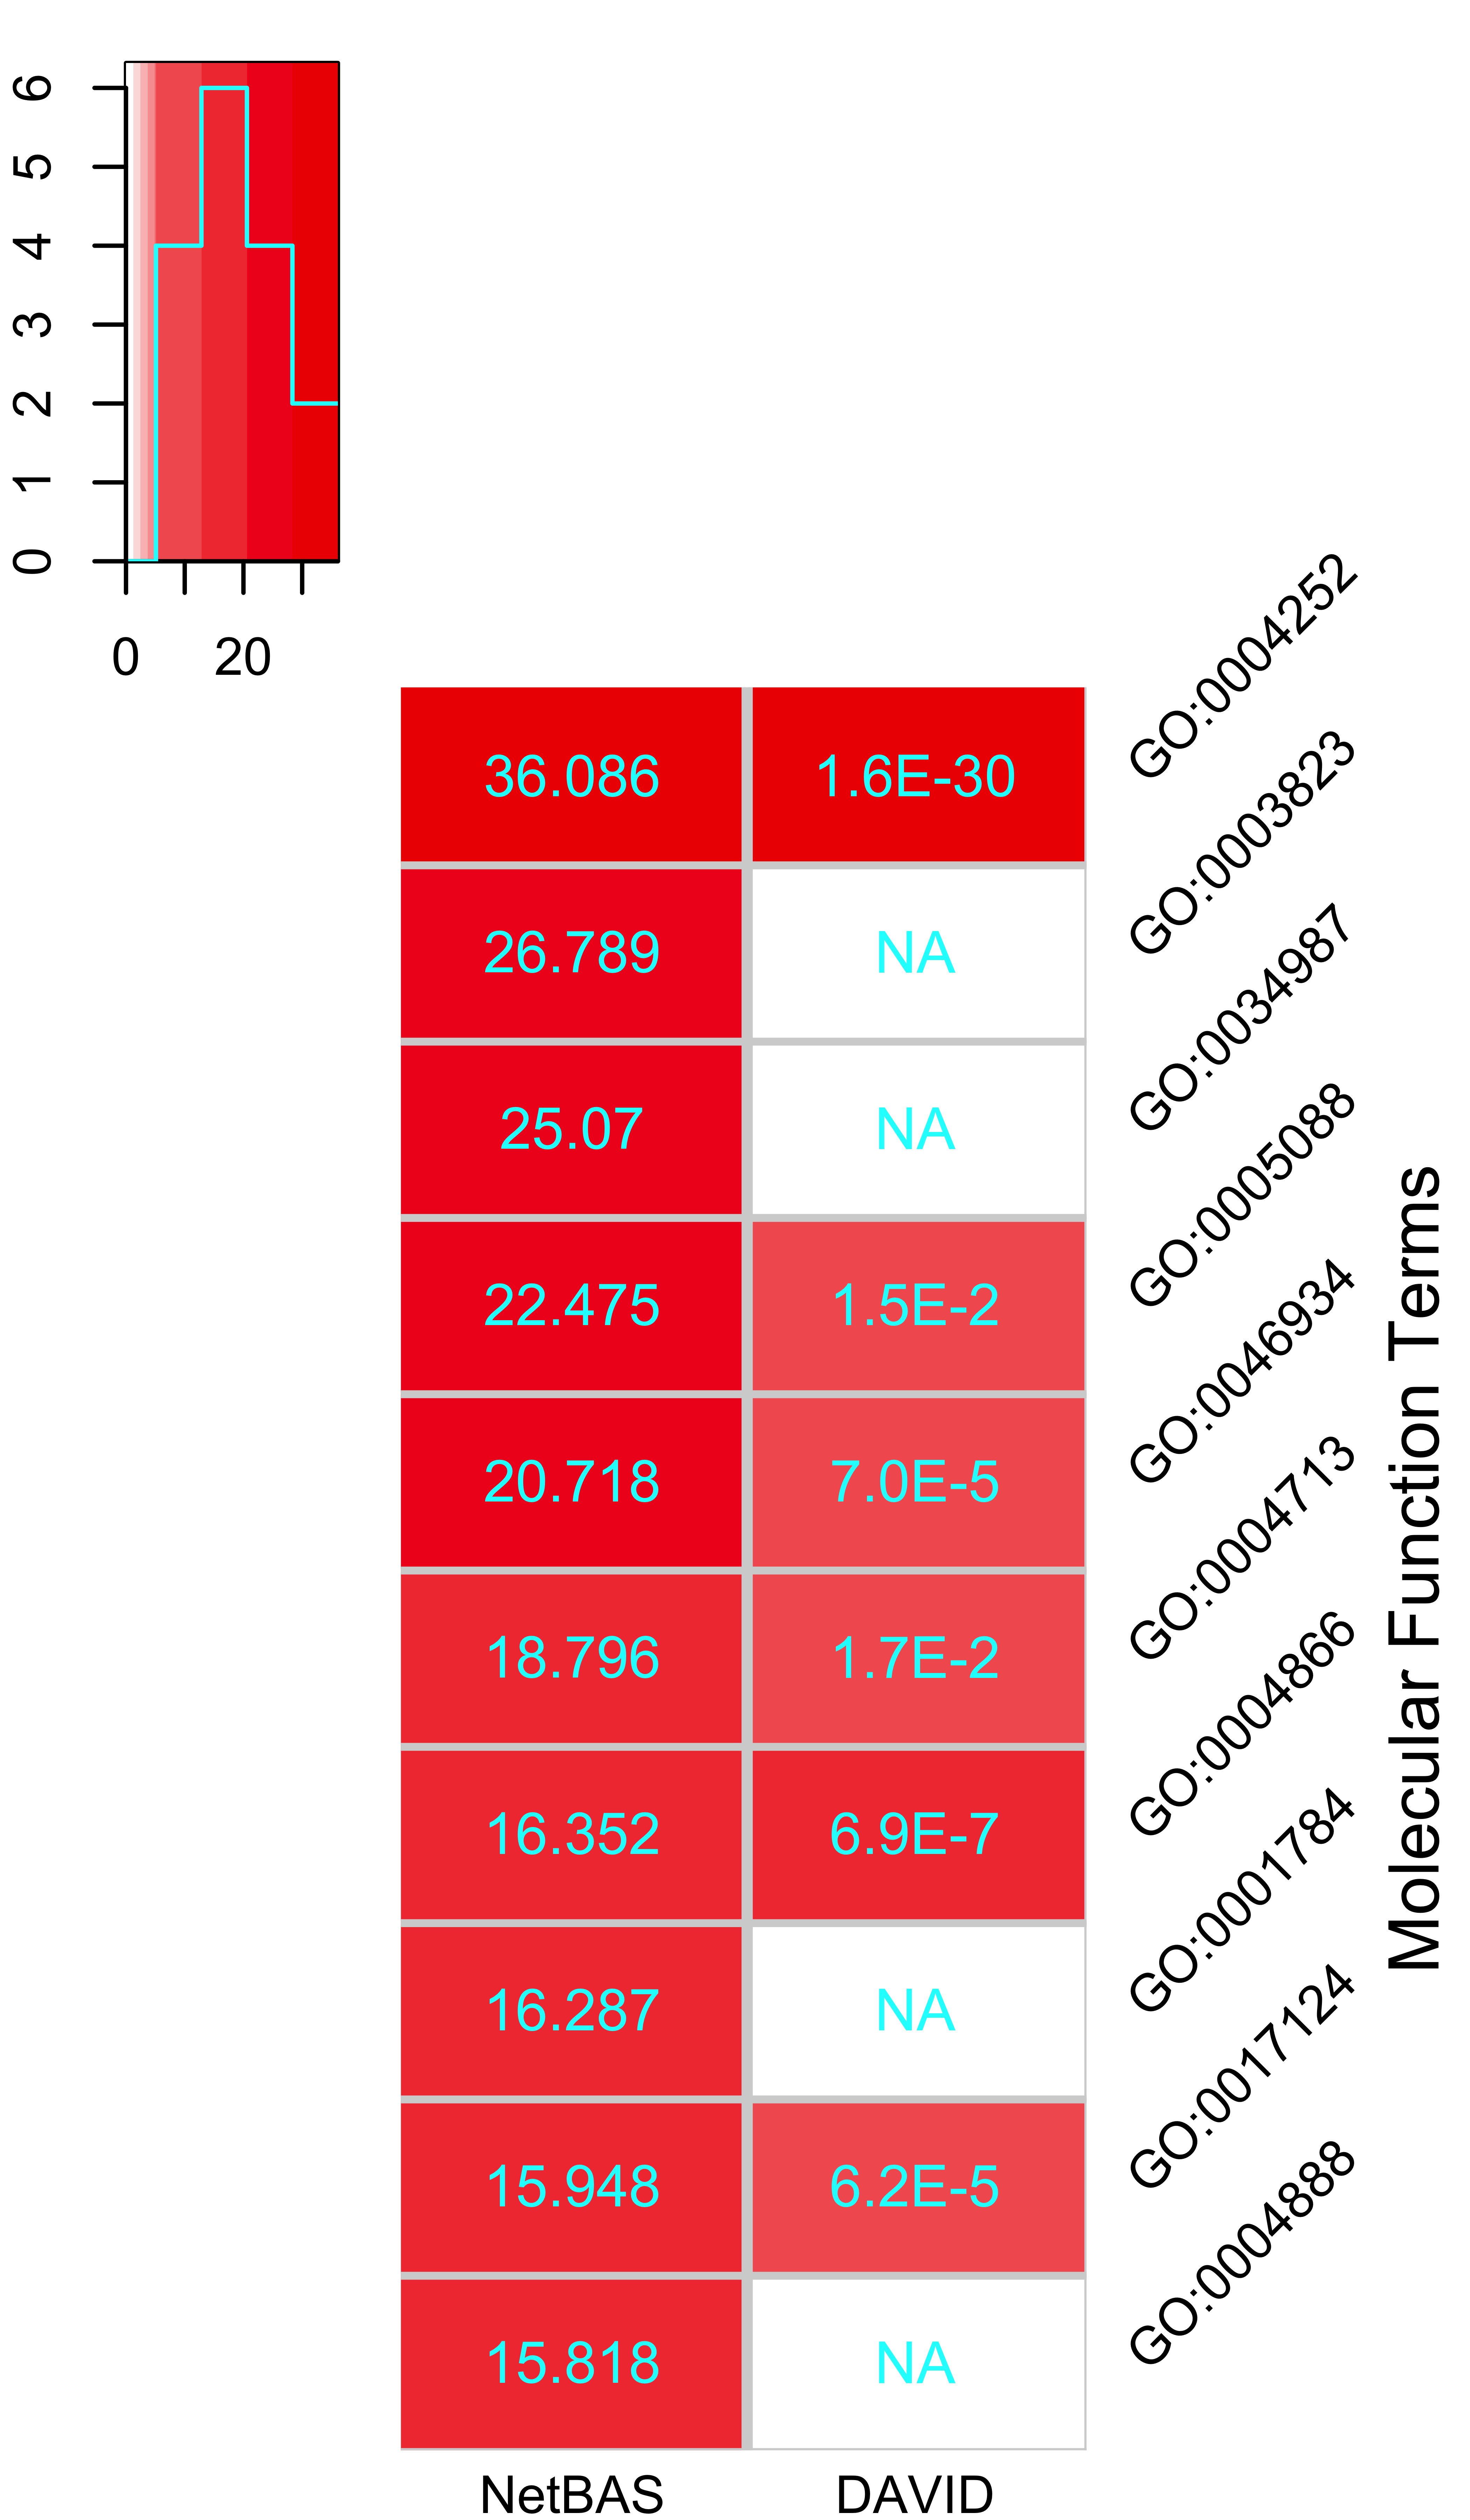 6
5
4
3
2
1
0
0 20
36.086 1.6E-30 GO:0004252
26.789 NA GO:0003823
25.07 NA GO:0034987
22.475 1.5E-2 GO:0005088
20.718 7.0E-5 GO:0046934
18.796 1.7E-2 GO:0004713
16.352 6.9E-7 GO:0004866
16.287 NA GO:0001784
15.948 6.2E-5 GO:0017124
15.818 NA GO:0004888
NetBAS DAVID
Molecular Function Terms